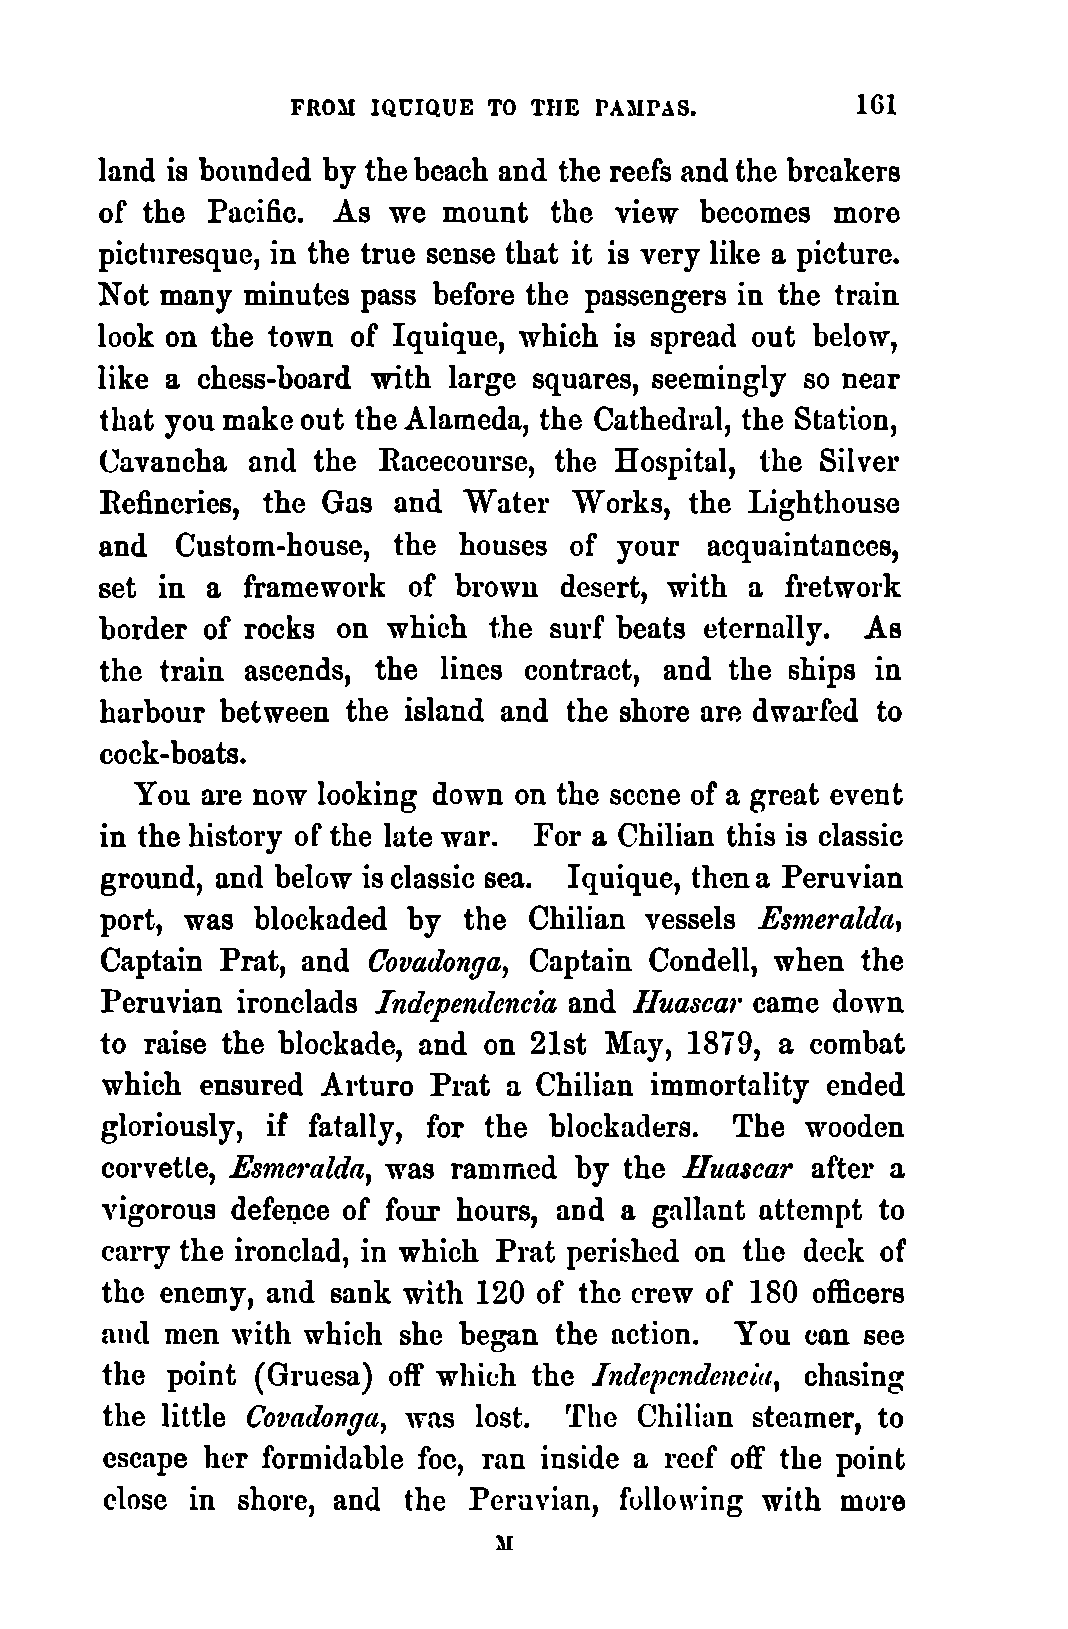 FROM IQUIQUE TO THE PAMPAS. 161
land is bounded by the beach and the reefs and the breakers
of the Pacific. As we mount the view becomes more
picturesque, in the true sense that it is very like a picture.
Not many minutes pass before the passengers in the train
look on the town of Iquique, which is spread out below,
like a chess-board with large squares, seemingly so near
that you make out the Alameda, the Cathedral, the Station,
Cavancha and the Racecourse, the Hospital, the Silver
Refineries, the Gas and Water Works, the Lighthouse
and Custom-house, the houses of your acquaintances,
set in a framework of brown desert, with a fretwork
border of rocks on which the surf beats eternally. As
the train ascends, the lines contract, and the ships in
harbour between the island and the shore are dwarfed to
cock-boats.
You are now looking down on the scene of a great event
in the history of the late war. For a Chilian this is classic
ground, and below is classic sea. Iquique, then a Peruvian
port, was blockaded by the Chilian vessels Esmeralda,
Captain Prat, and Covadonga, Captain Condell, when the
Peruvian ironclads Independencia and Huascar came down
to raise the blockade, and on 21st May, 1879, a combat
which ensured Arturo Prat a Chilian immortality ended
gloriously, if fatally, for the blockaders. The wooden
corvette, Esmeralda, was rammed by the Huascar after a
vigorous defence of four hours, and a gallant attempt to
carry the ironclad, in which Prat perished on the deck of
the enemy, and sank with 120 of the crew of 180 officers
and men with which she began the action. You can see
the point (Gruesa) off which the Independencia, chasing
the little Covadonga, was lost. The Chilian steamer, to
escape her formidable foe, ran inside a reef off the point
close in shore, and the Peruvian, following with more
M